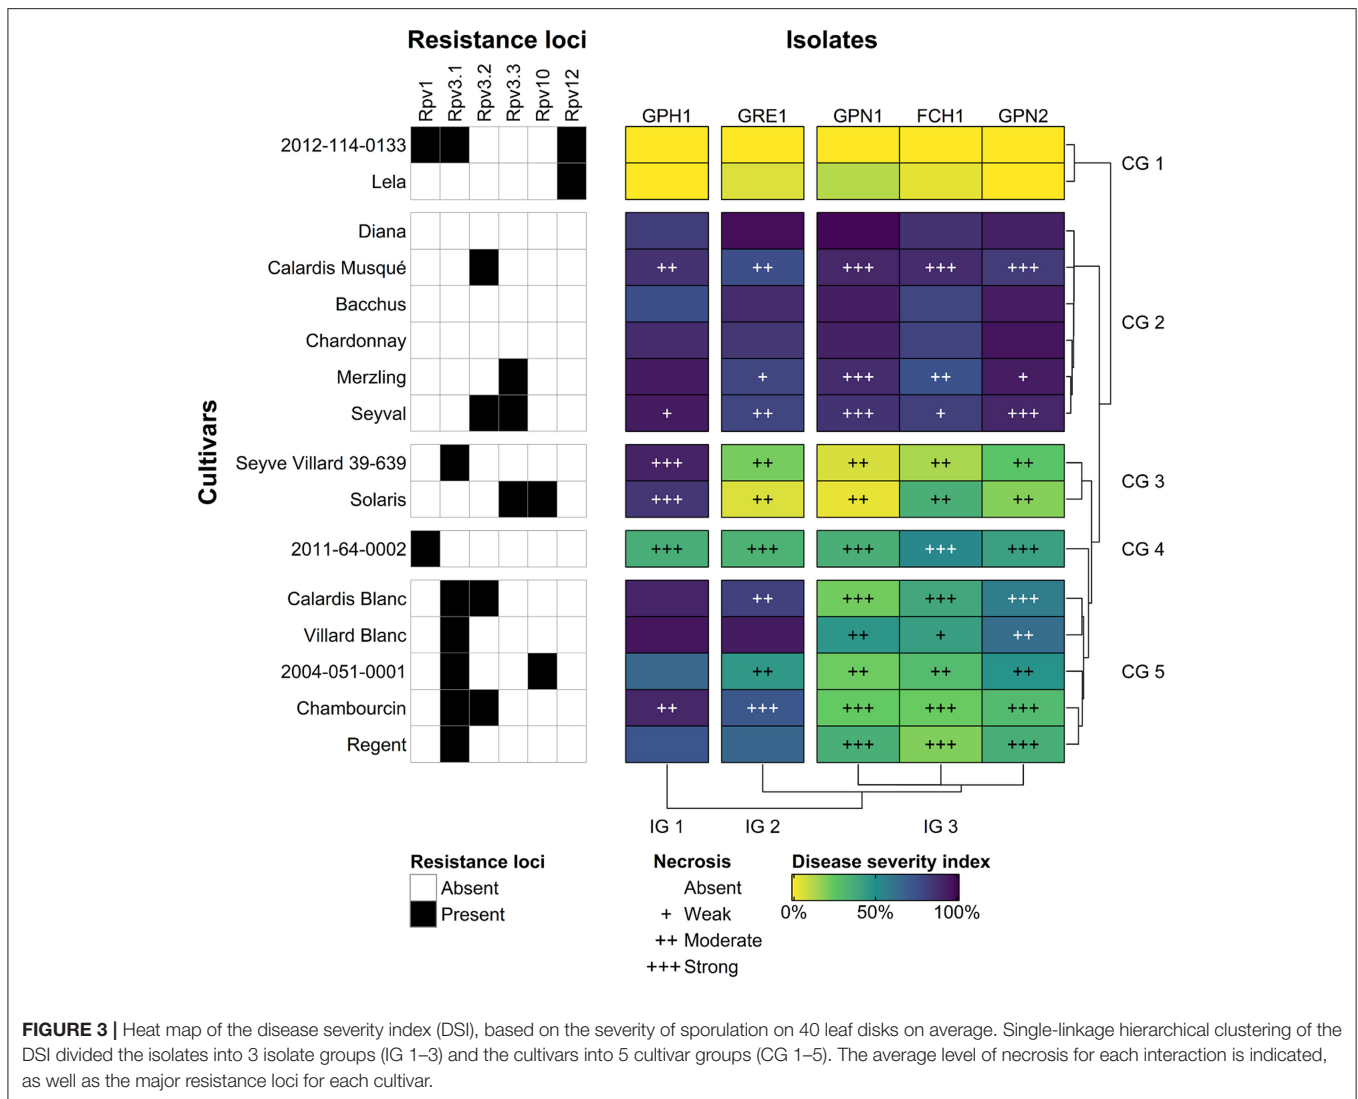 Resistance loci
Isolates
Rpv1
Rpv3.1
Rpv3.2
Rpv3.3
Rpv10
Rpv12
GPH1
GRE1
GPN1
FCH1
GPN2
Cultivars
2012-114-0133
CG 1
Lela
Diana
Calardis Musqué
++ ++ +++ +++ +++
Bacchus
CG 2
Chardonnay
Merzling
+ +++ ++ +
Seyval
+ ++ +++ + +++
Seyve Villard 39-639
+++ ++ ++ ++ ++
CG 3
Solaris
+++ ++ ++ ++ ++
2011-64-0002
+++ +++ +++ +++ +++
CG 4
Calardis Blanc
++ +++ +++ +++
Villard Blanc
++ + ++
2004-051-0001
++ ++ ++ ++
CG 5
Chambourcin
++ +++ +++ +++ +++
Regent
+++ +++ +++
IG 1
IG 2
IG 3
Resistance loci
Absent
Present
Necrosis
Absent
+ Weak
++ Moderate
+++ Strong
Disease severity index
0% 50% 100%
FIGURE 3 | Heat map of the disease severity index (DSI), based on the severity of sporulation on 40 leaf disks on average. Single-linkage hierarchical clustering of the
DSI divided the isolates into 3 isolate groups (IG 1–3) and the cultivars into 5 cultivar groups (CG 1–5). The average level of necrosis for each interaction is indicated,
as well as the major resistance loci for each cultivar.